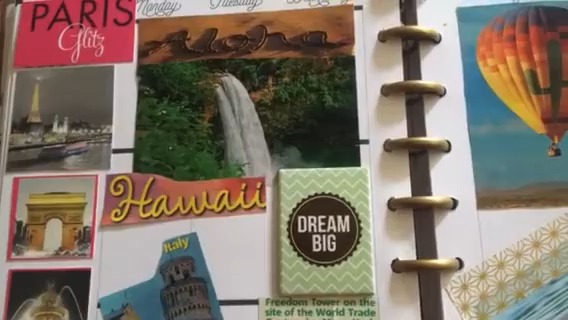 PARIS
Glitz
Monday
Tuesday
Aloha
Hawaii
DREAM
BIG
Italy
Freedom Tower on the
site of the World Trade